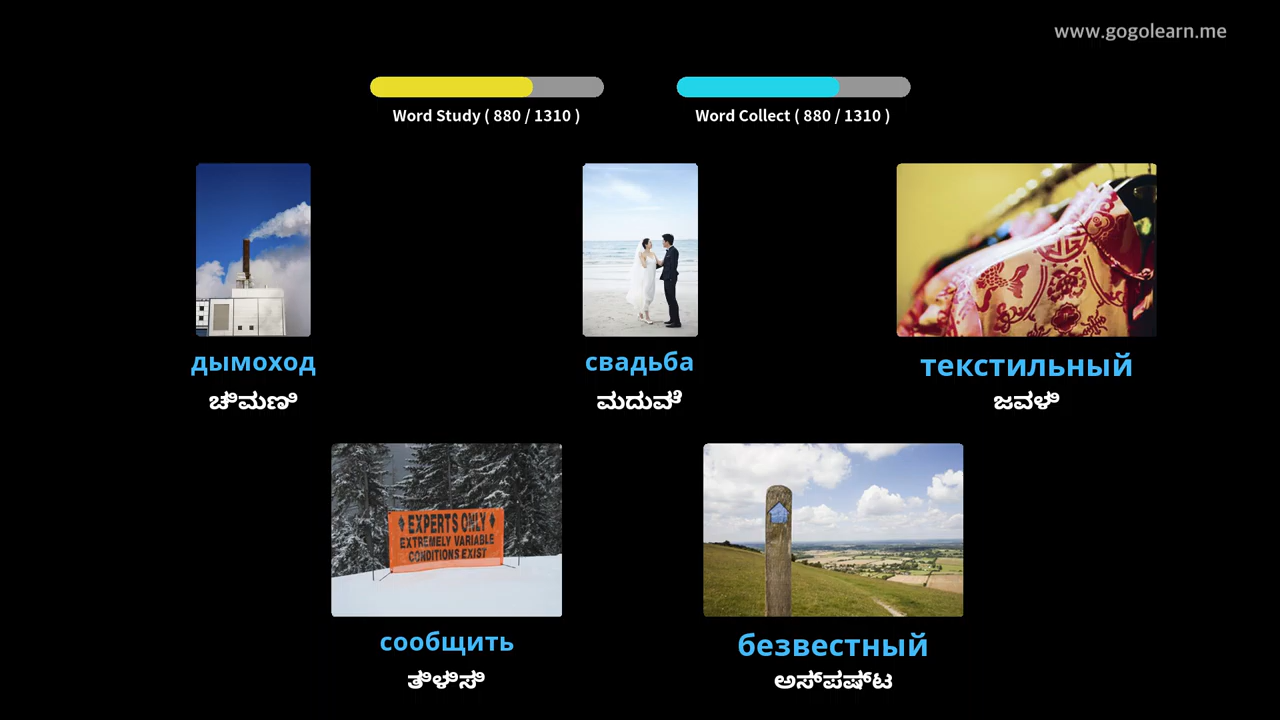 www.gogolearn.me
Word Study ( 880 / 1310 )
Word Collect ( 880 / 1310 )
дымоход
ಚಿಮಣಿ
свадьба
ಮದುವೆ
текстильный
ಜವಳಿ
EXPERTS ONLY
EXTREMELY VARIABLE
CONDITIONS EXIST
сообщить
ತಿಳಿಸಿ
безвестный
ಅಸ್ಪಷ್ಟ